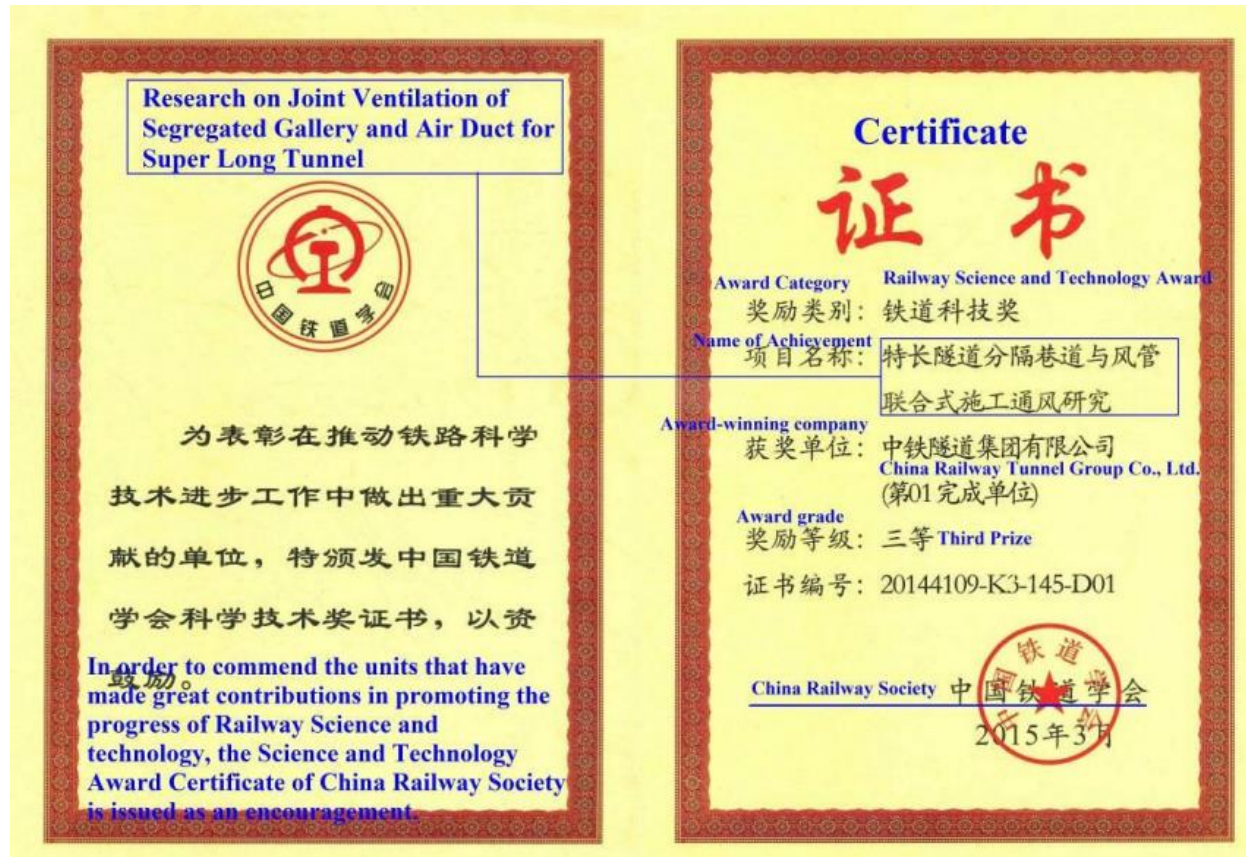 Research on Joint Ventilation of
Segregated Gallery and Air Duct for
Super Long Tunnel
中国铁道学会
为表彰在推动铁路科学
技术进步工作中做出重大贡
献的单位，特颁发中国铁道
学会科学技术奖证书，以资
鼓励。
In order to commend the units that have
made great contributions in promoting the
progress of Railway Science and
technology, the Science and Technology
Award Certificate of China Railway Society
is issued as an encouragement.
Certificate
证书
Award Category Railway Science and Technology Award
奖励类别：铁道科技奖
Name of Achievement
项目名称：特长隧道分隔巷道与风管
联合式施工通风研究
Award-winning company
获奖单位：中铁隧道集团有限公司
China Railway Tunnel Group Co., Ltd.
(第01完成单位)
Award grade
奖励等级：三等 Third Prize
证书编号：20144109-K3-145-D01
China Railway Society 中国铁道学会
中国铁道学会
2015年3月